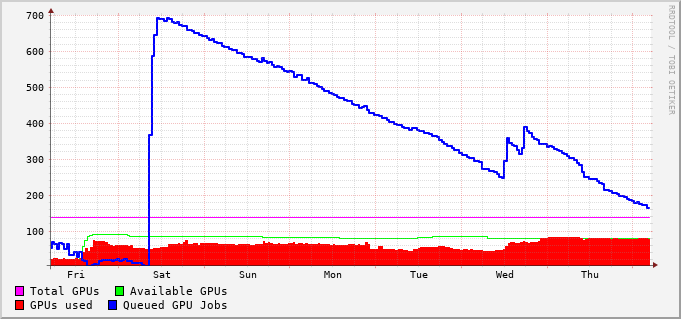 700
600
500
400
300
200
100
Fri Sat Sun Mon Tue Wed Thu
Total GPUs Available GPUs
GPUs used Queued GPU Jobs
RRDTOOL / TOBI OETIKER